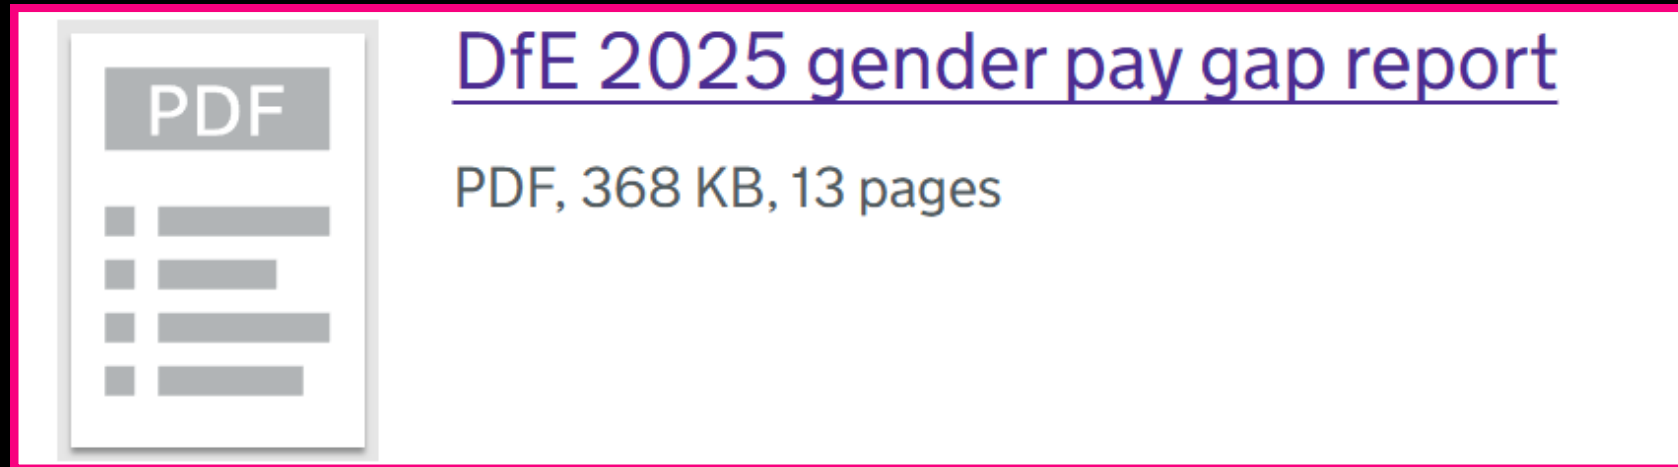 PDF
DfE 2025 gender pay gap report
PDF, 368 KB, 13 pages